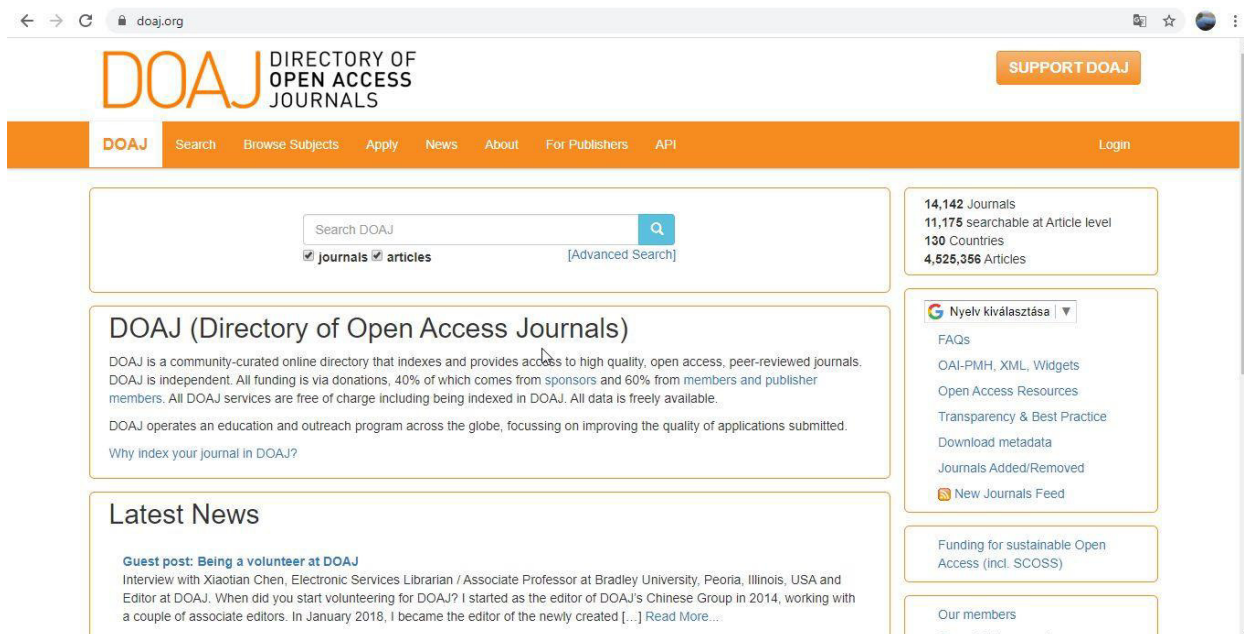 doaj.org
DOAJ
DIRECTORY OF
OPEN ACCESS
JOURNALS
SUPPORT DOAJ
DOAJ Search Browse Subjects Apply News About For Publishers API Login
Search DOAJ
journals articles [Advanced Search]
DOAJ (Directory of Open Access Journals)
DOAJ is a community-curated online directory that indexes and provides access to high quality, open access, peer-reviewed journals.
DOAJ is independent. All funding is via donations, 40% of which comes from sponsors and 60% from members and publisher
members. All DOAJ services are free of charge including being indexed in DOAJ. All data is freely available.
DOAJ operates an education and outreach program across the globe, focussing on improving the quality of applications submitted.
Why index your journal in DOAJ?
Latest News
Guest post: Being a volunteer at DOAJ
Interview with Xiaotian Chen, Electronic Services Librarian / Associate Professor at Bradley University, Peoria, Illinois, USA and
Editor at DOAJ. When did you start volunteering for DOAJ? I started as the editor of DOAJ's Chinese Group in 2014, working with
a couple of associate editors. In January 2018, I became the editor of the newly created […] Read More...
14,142 Journals
11,175 searchable at Article level
130 Countries
4,525,356 Articles
Nyelv kiválasztása
FAQs
OAI-PMH, XML, Widgets
Open Access Resources
Transparency & Best Practice
Download metadata
Journals Added/Removed
New Journals Feed
Funding for sustainable Open
Access (incl. SCOSS)
Our members